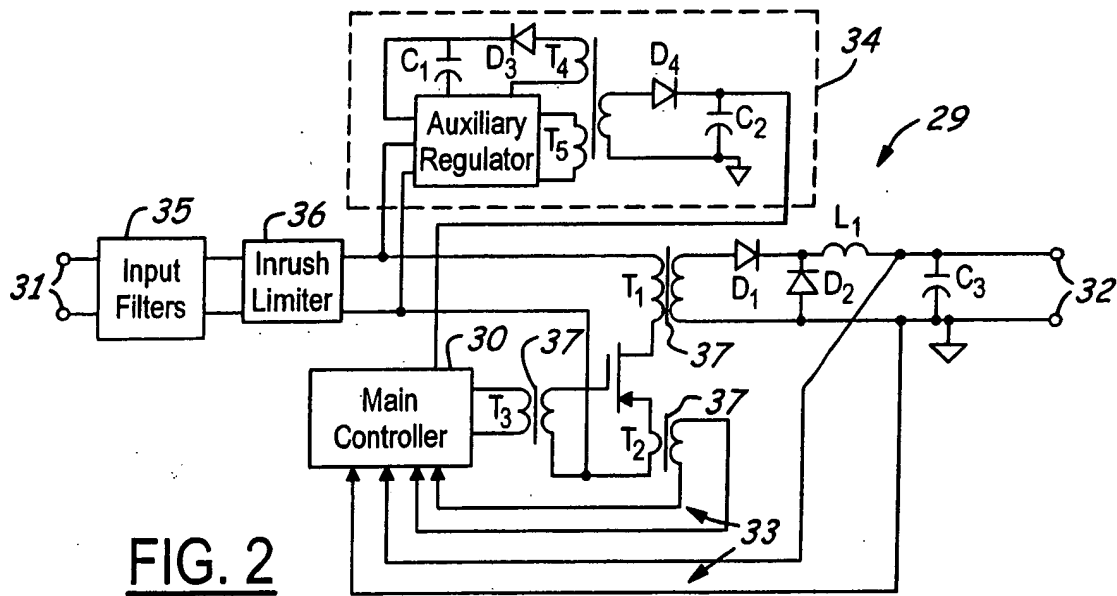 34
C1
D3
T4
D4
C2
Auxiliary
Regulator
T5
29
35
36
31
Input
Filters
Inrush
Limiter
T1
37
D1
D2
L1
C3
32
30
37
Main
Controller
T3
T2
37
33
FIG. 2